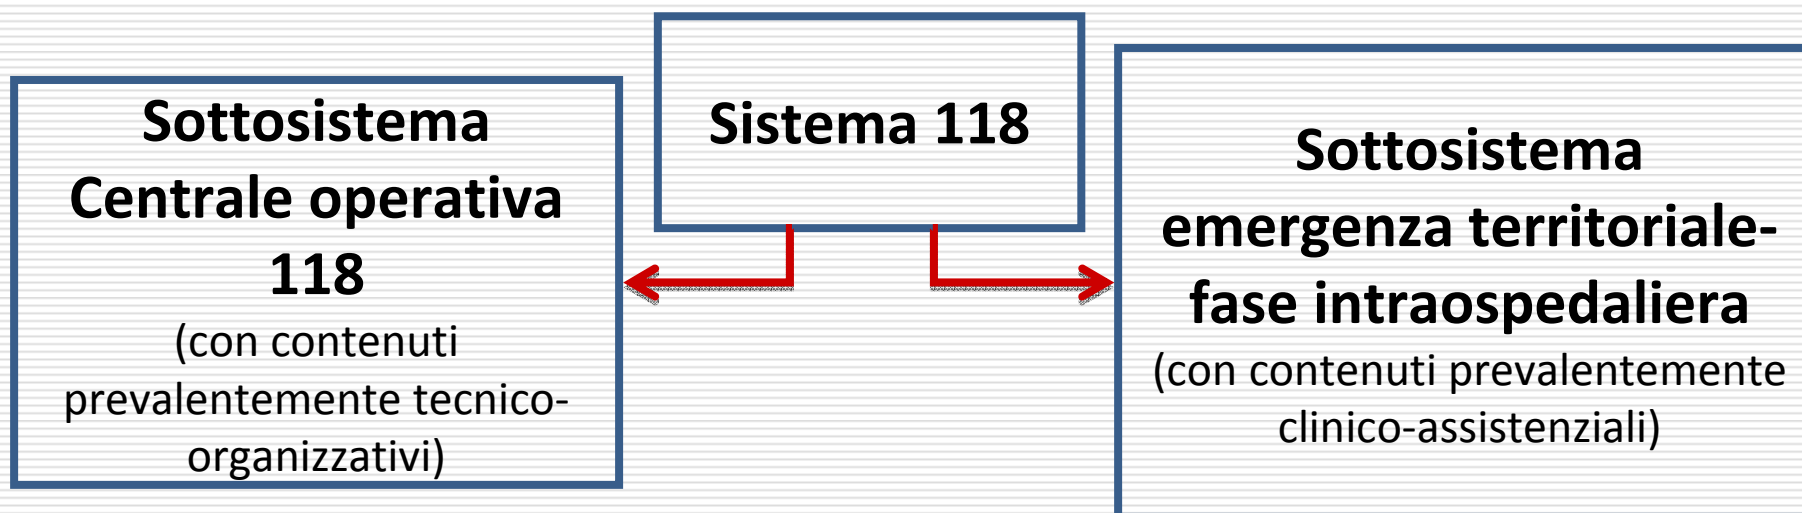 Sistema 118
Sottosistema
Centrale operativa
118
(con contenuti
prevalentemente tecnico-
organizzativi)
Sottosistema
emergenza territoriale-
fase intraospedaliera
(con contenuti prevalentemente
clinico-assistenziali)